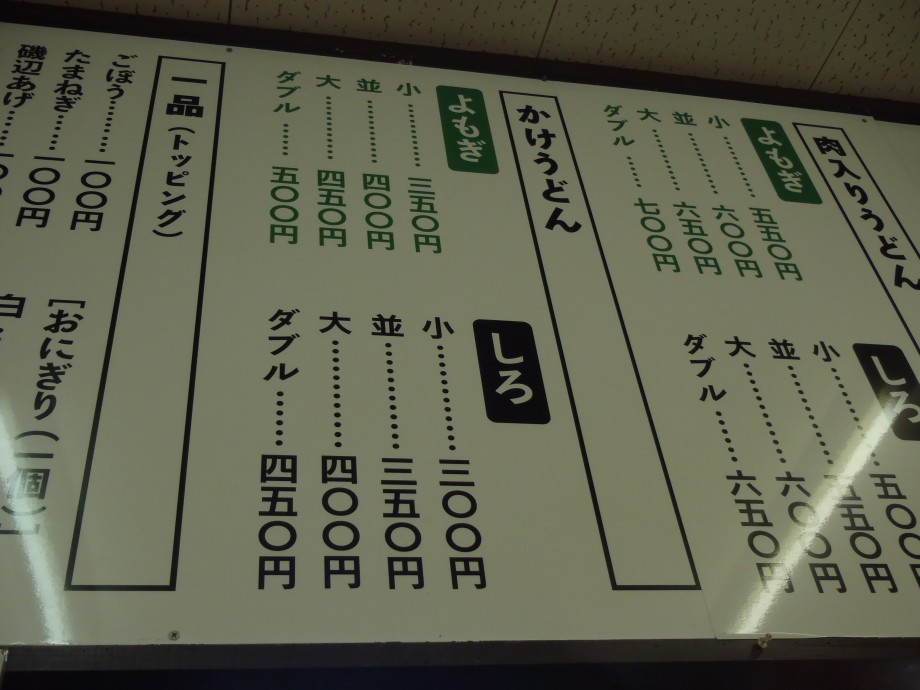 肉入りうどん
よもぎ
小………五五〇円
並………六〇〇円
大………六五〇円
ダブル……七〇〇円
しろ
小………五〇〇円
並………五五〇円
大………六〇〇円
ダブル……六五〇円
かけうどん
よもぎ
小………三五〇円
並………四〇〇円
大………四五〇円
ダブル……五〇〇円
しろ
小………三〇〇円
並………三五〇円
大………四〇〇円
ダブル……四五〇円
一品(トッピング)
ごぼう……一〇〇円
たまねぎ……一〇〇円
磯辺あげ……一〇
[おにぎり(一個)]
白